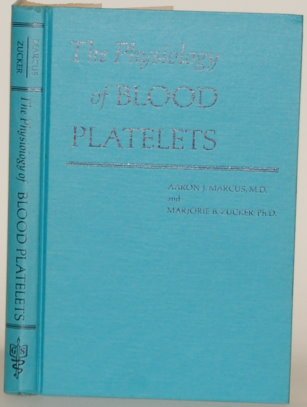 MARCUS
ZUCKER
The Physiology of BLOOD PLATELETS
The Physiology
of BLOOD
PLATELETS
AARON J. MARCUS, M.D.
and
MARJORIE B. ZUCKER, PH.D.